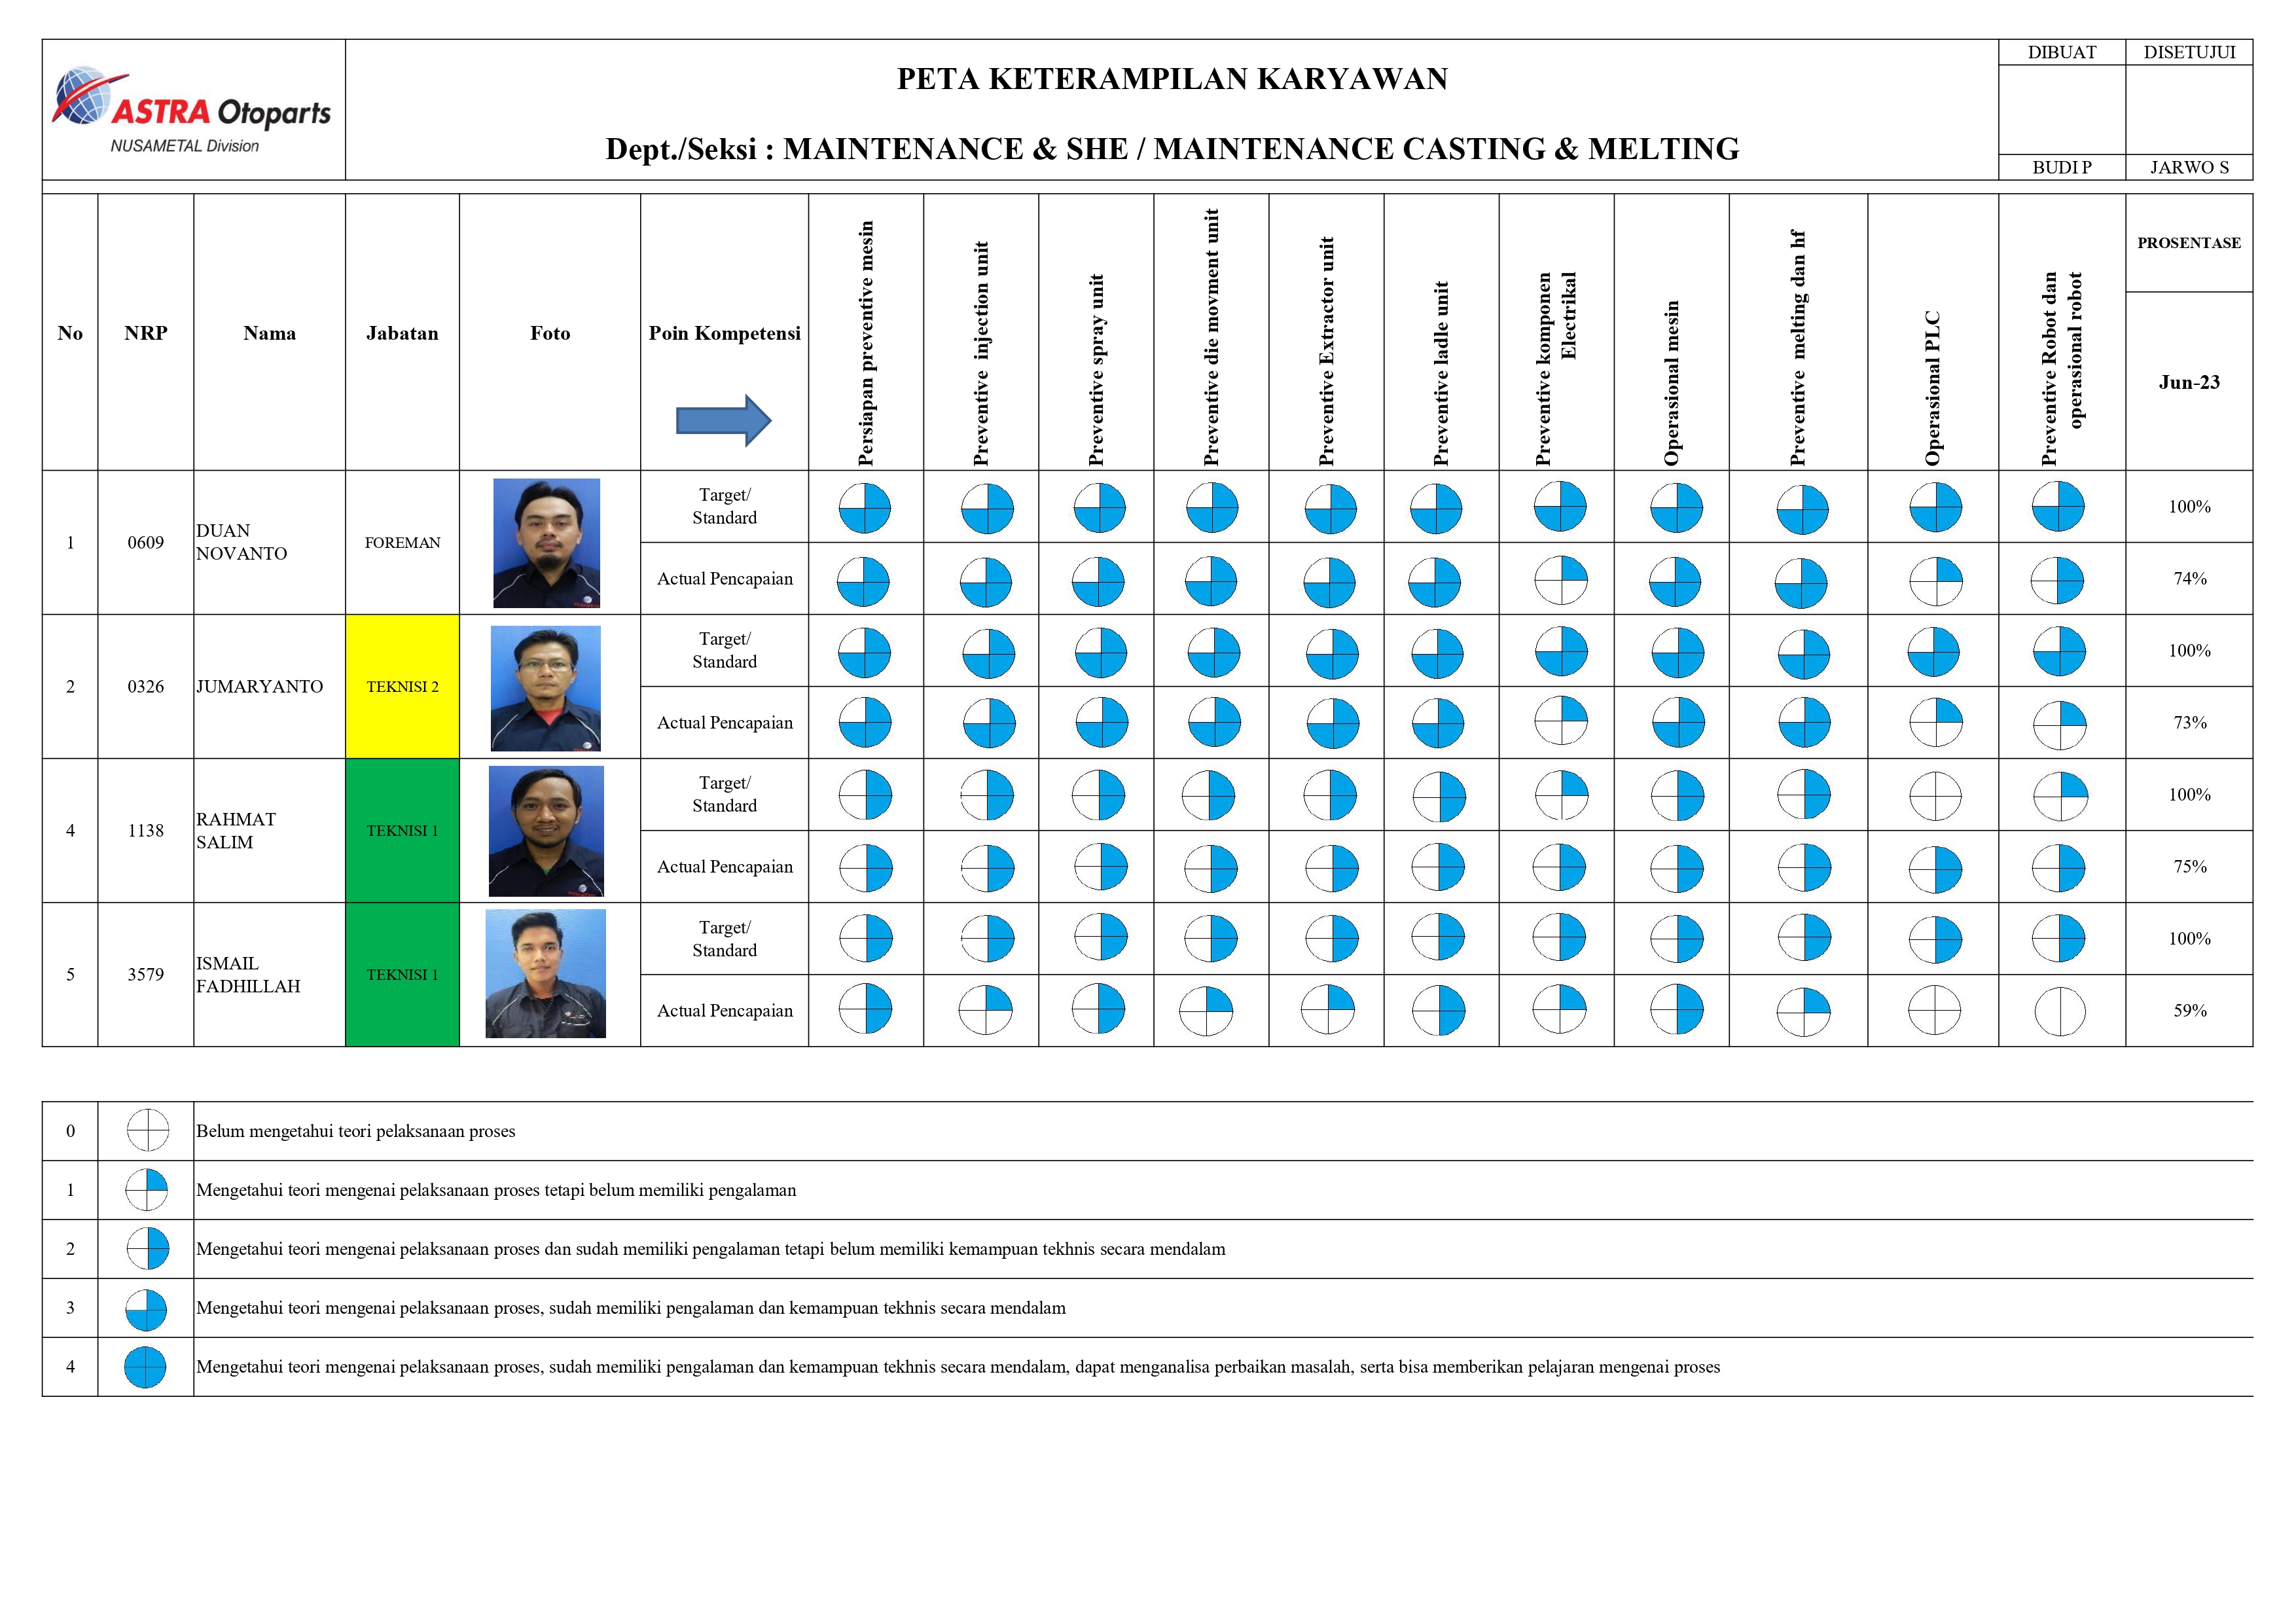 ASTRA Otoparts
NUSAMETAL Division
PETA KETERAMPILAN KARYAWAN
Dept./Seksi : MAINTENANCE & SHE / MAINTENANCE CASTING & MELTING
DIBUAT
DISETUJUI
BUDI P
JARWO S
No
NRP
Nama
Jabatan
Foto
Poin Kompetensi
Persiapan preventive mesin
Preventive injection unit
Preventive spray unit
Preventive die movment unit
Preventive Extractor unit
Preventive ladle unit
Preventive komponen
Electrikal
Operasional mesin
Preventive melting dan hf
Operasional PLC
Preventive Robot dan
operasional robot
PROSENTASE
Jun-23
1
0609
DUAN
NOVANTO
FOREMAN
Target/
Standard
100%
Actual Pencapaian
74%
2
0326
JUMARYANTO
TEKNISI 2
Target/
Standard
100%
Actual Pencapaian
73%
4
1138
RAHMAT
SALIM
TEKNISI 1
Target/
Standard
100%
Actual Pencapaian
75%
5
3579
ISMAIL
FADHILLAH
TEKNISI 1
Target/
Standard
100%
Actual Pencapaian
59%
0
Belum mengetahui teori pelaksanaan proses
1
Mengetahui teori mengenai pelaksanaan proses tetapi belum memiliki pengalaman
2
Mengetahui teori mengenai pelaksanaan proses dan sudah memiliki pengalaman tetapi belum memiliki kemampuan tekhnis secara mendalam
3
Mengetahui teori mengenai pelaksanaan proses, sudah memiliki pengalaman dan kemampuan tekhnis secara mendalam
4
Mengetahui teori mengenai pelaksanaan proses, sudah memiliki pengalaman dan kemampuan tekhnis secara mendalam, dapat menganalisa perbaikan masalah, serta bisa memberikan pelajaran mengenai proses